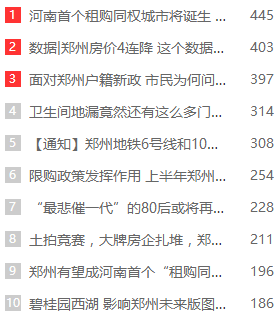 1 河南首个租购同权城市将诞生 ... 445
2 数据|郑州房价4连降 这个数据... 403
3 面对郑州户籍新政 市民为何问... 397
4 卫生间地漏竟然还有这么多门... 314
5 【通知】郑州地铁6号线和10... 308
6 限购政策发挥作用 上半年郑州... 254
7 “最悲催一代”的80后或将再... 228
8 土拍竞赛，大牌房企扎堆，郑... 211
9 郑州有望成河南首个“租购同... 196
10 碧桂园西湖 影响郑州未来版图... 186